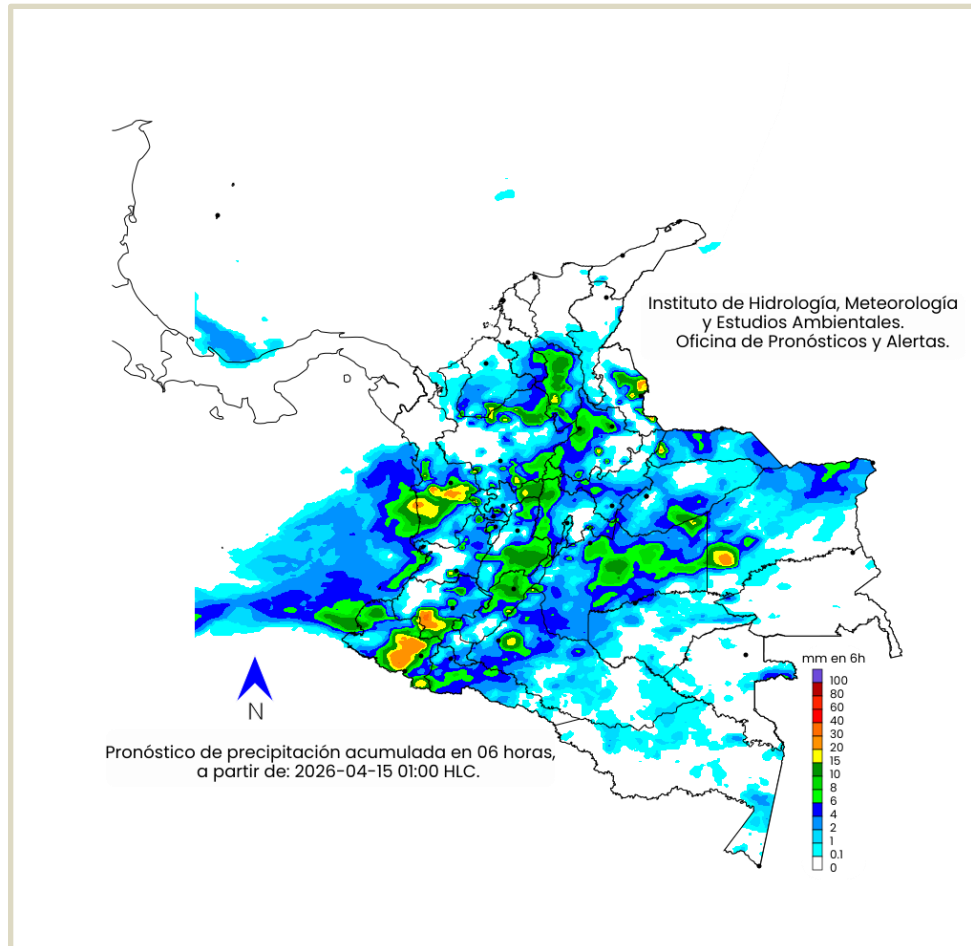 Instituto de Hidrología, Meteorología
y Estudios Ambientales.
Oficina de Pronósticos y Alertas.
mm en 6h
100
80
60
40
30
20
15
10
8
6
4
2
1
0.1
0
N
Pronóstico de precipitación acumulada en 06 horas,
a partir de: 2026-04-15 01:00 HLC.